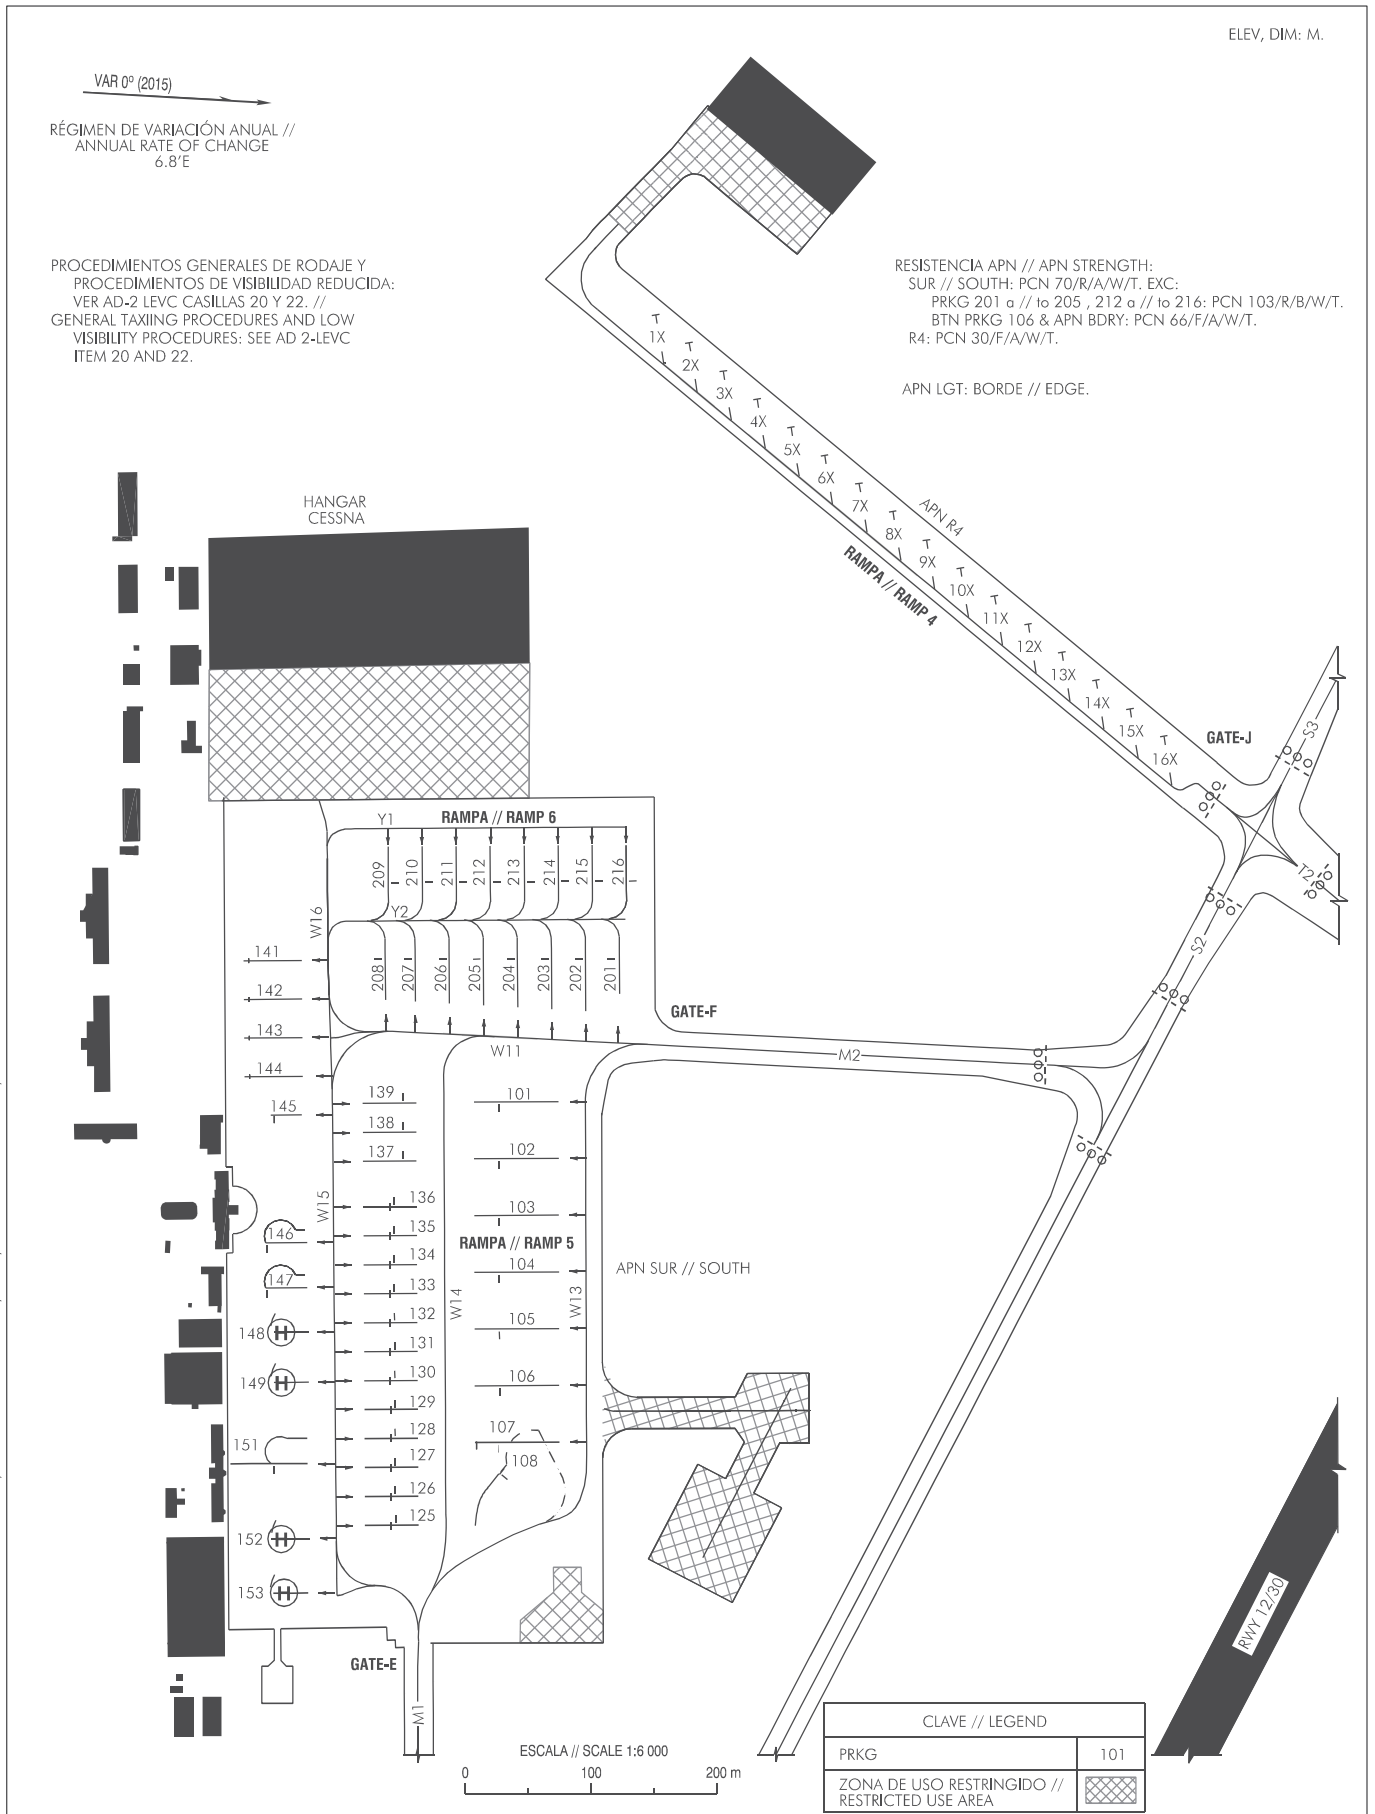 ELEV, DIM: M.
VAR 0º (2015)
RÉGIMEN DE VARIACIÓN ANUAL //
ANNUAL RATE OF CHANGE
6.8'E
PROCEDIMIENTOS GENERALES DE RODAJE Y
PROCEDIMIENTOS DE VISIBILIDAD REDUCIDA:
VER AD-2 LEVC CASILLAS 20 Y 22. //
GENERAL TAXIING PROCEDURES AND LOW
VISIBILITY PROCEDURES: SEE AD 2-LEVC
ITEM 20 AND 22.
RESISTENCIA APN // APN STRENGTH:
SUR // SOUTH: PCN 70/R/A/W/T. EXC:
PRKG 201 a // to 205 , 212 a // to 216: PCN 103/R/B/W/T.
BTN PRKG 106 & APN BDRY: PCN 66/F/A/W/T.
R4: PCN 30/F/A/W/T.
APN LGT: BORDE // EDGE.
1X
2X
3X
4X
5X
6X
7X
8X
9X
10X
11X
12X
13X
14X
15X
16X
APN R4
RAMPA // RAMP 4
HANGAR
CESSNA
GATE-J
S3
T2
S2
Y1
RAMPA // RAMP 6
209
210
211
212
213
214
215
216
Y2
W16
208
207
206
205
204
203
202
201
141
142
143
144
145
GATE-F
W11
M2
139
138
137
101
102
103
W15
136
135
134
133
132
131
130
129
128
127
126
125
146
147
148
H
149
H
151
152
H
153
H
RAMPA // RAMP 5
104
105
106
107
108
W14
W13
APN SUR // SOUTH
GATE-E
M1
RWY 12/30
ESCALA // SCALE 1:6 000
0 100 200 m
CLAVE // LEGEND
PRKG 101
ZONA DE USO RESTRINGIDO //
RESTRICTED USE AREA